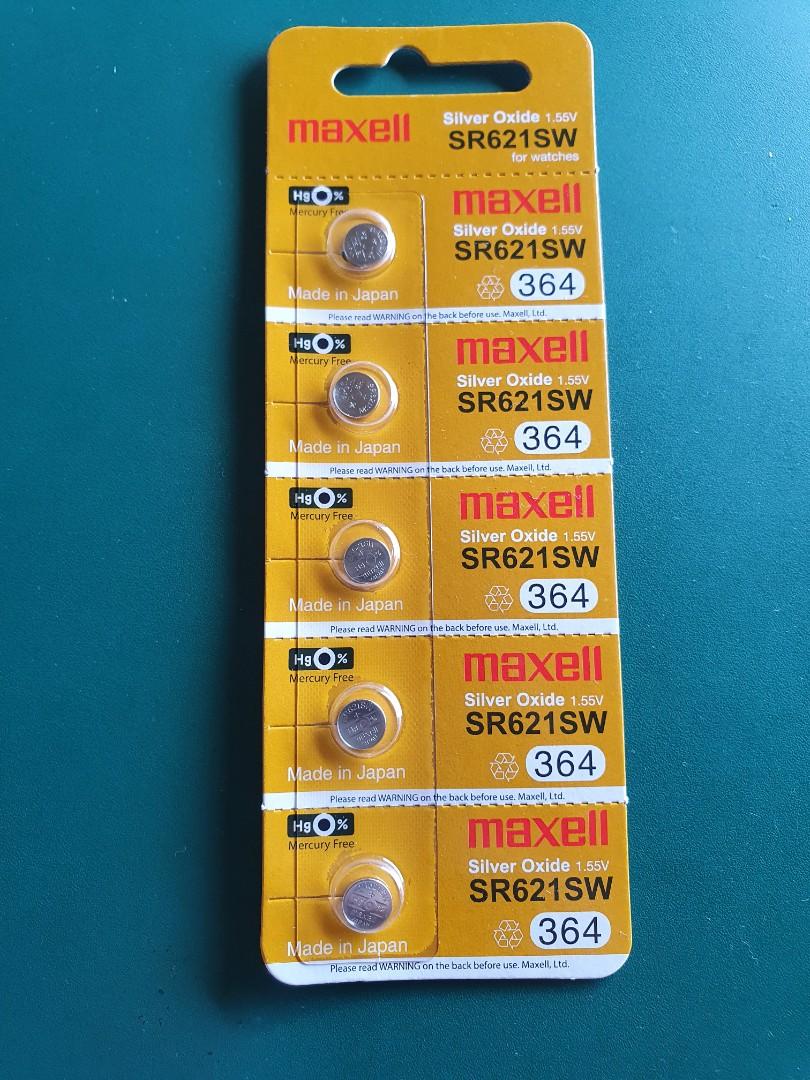 maxell
Silver Oxide 1.55V
SR621SW
for watches
Hg 0%
Mercury Free
maxell
Silver Oxide 1.55V
SR621SW
364
Made in Japan
Please read WARNING on the back before use. Maxell, Ltd.
Hg 0%
Mercury Free
maxell
Silver Oxide 1.55V
SR621SW
364
Made in Japan
Please read WARNING on the back before use. Maxell, Ltd.
Hg 0%
Mercury Free
maxell
Silver Oxide 1.55V
SR621SW
364
Made in Japan
Please read WARNING on the back before use. Maxell, Ltd.
Hg 0%
Mercury Free
maxell
Silver Oxide 1.55V
SR621SW
364
Made in Japan
Please read WARNING on the back before use. Maxell, Ltd.
Hg 0%
Mercury Free
maxell
Silver Oxide 1.55V
SR621SW
364
Made in Japan
Please read WARNING on the back before use. Maxell, Ltd.